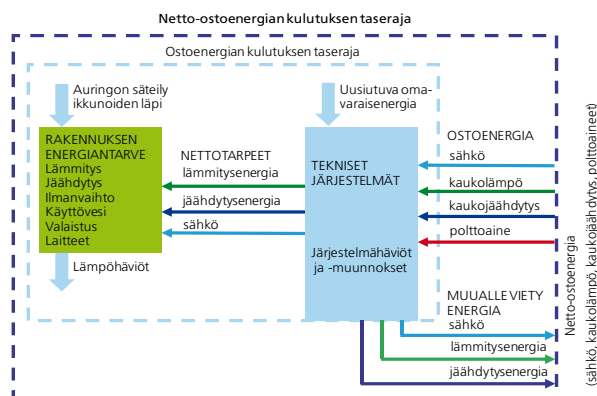 Netto-ostoenergian kulutuksen taseraja
Ostoenergian kulutuksen taseraja
Auringon säteily
ikkunoiden läpi
Uusiutuva oma-
varaisenergia
RAKENNUKSEN
ENERGIANTARVE
Lämmitys
Jäähdytys
Ilmanvaihto
Käyttövesi
Valaistus
Laitteet
NETTOTARPEET
lämmitysenergia
jäähdytysenergia
sähkö
TEKNISET
JÄRJESTELMÄT
Järjestelmähäviöt
ja -muunnokset
OSTOENERGIA
sähkö
kaukolämpö
kaukojäähdytys
polttoaine
Lämpöhäviöt
MUUALLE VIETY
ENERGIA
sähkö
lämmitysenergia
jäähdytysenergia
Netto-ostoenergia
(sähkö, kaukolämpö, kaukojäähdytys, polttoaineet)